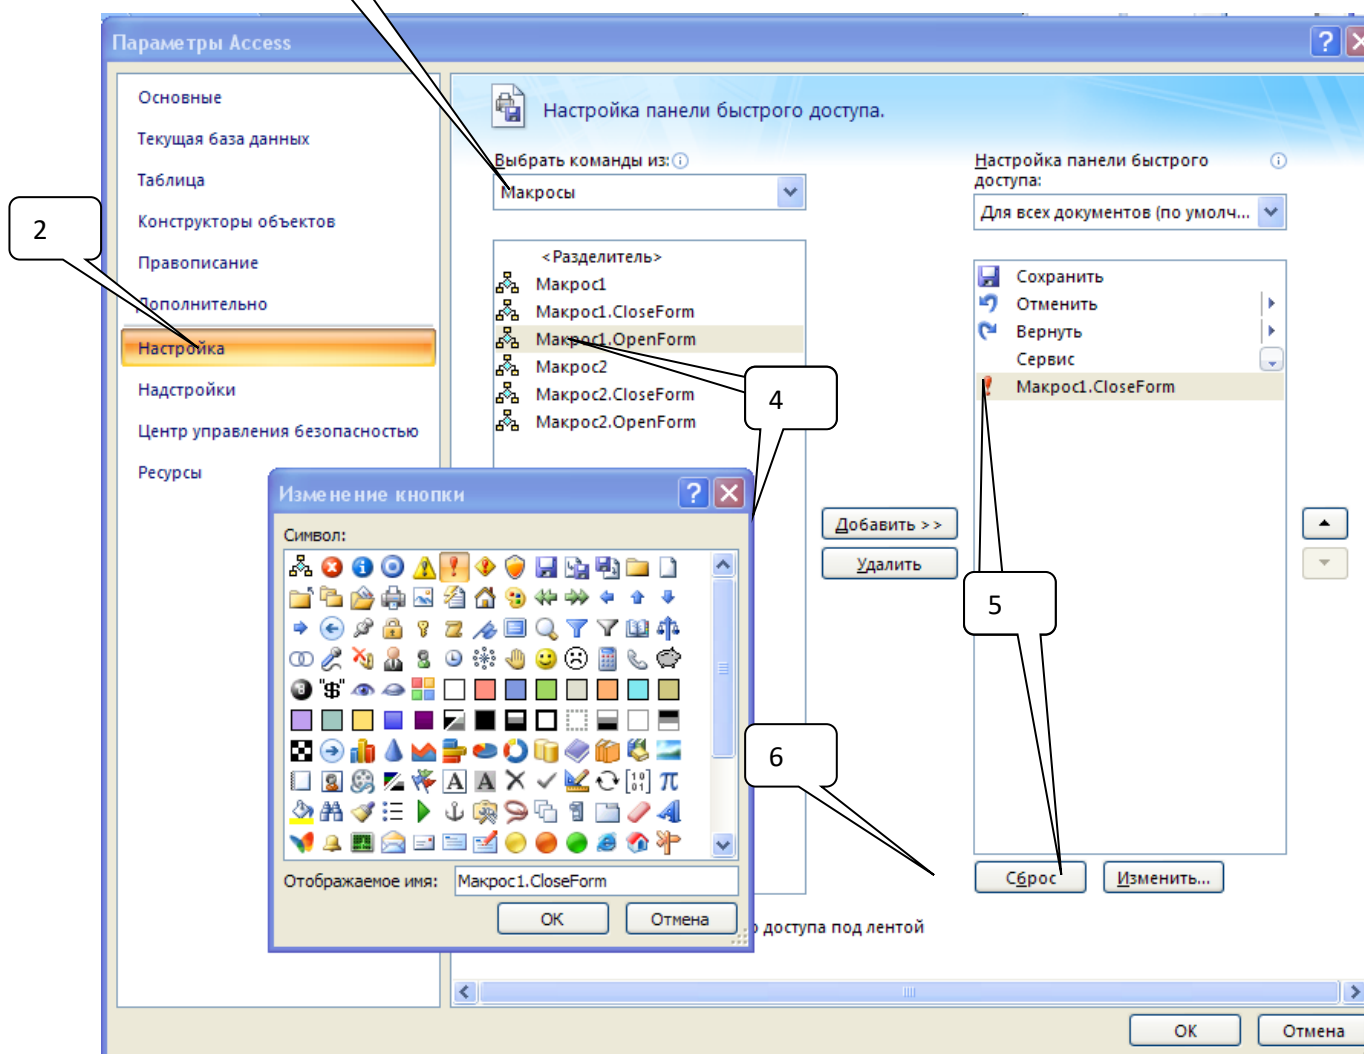 Параметры Access
Основные
Текущая база данных
Таблица
Конструкторы объектов
Правописание
Дополнительно
Настройка
Надстройки
Центр управления безопасностью
Ресурсы
2
Настройка панели быстрого доступа.
Выбрать команды из:
Макросы
<Разделитель>
Макрос1
Макрос1.CloseForm
Макрос1.OpenForm
Макрос2
Макрос2.CloseForm
Макрос2.OpenForm
4
Добавить >>
Удалить
Настройка панели быстрого
доступа:
Для всех документов (по умолч...
Сохранить
Отменить
Вернуть
Сервис
Макрос1.CloseForm
5
6
Сброс
Изменить...
Изменение кнопки
Символ:
Отображаемое имя:
Макрос1.CloseForm
ОК
Отмена
доступа под лентой
ОК
Отмена